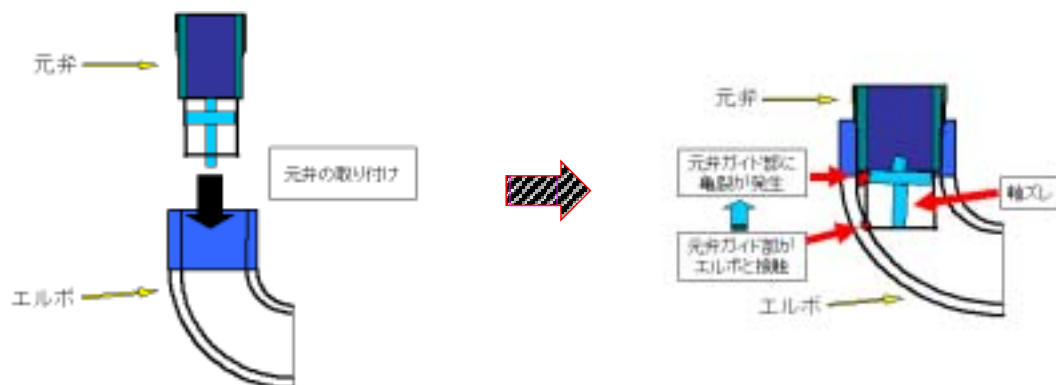 元弁
元弁の取り付け
エルボ
元弁
元弁ガイド部に
亀裂が発生
軸ズレ
元弁ガイド部が
エルボと接触
エルボ